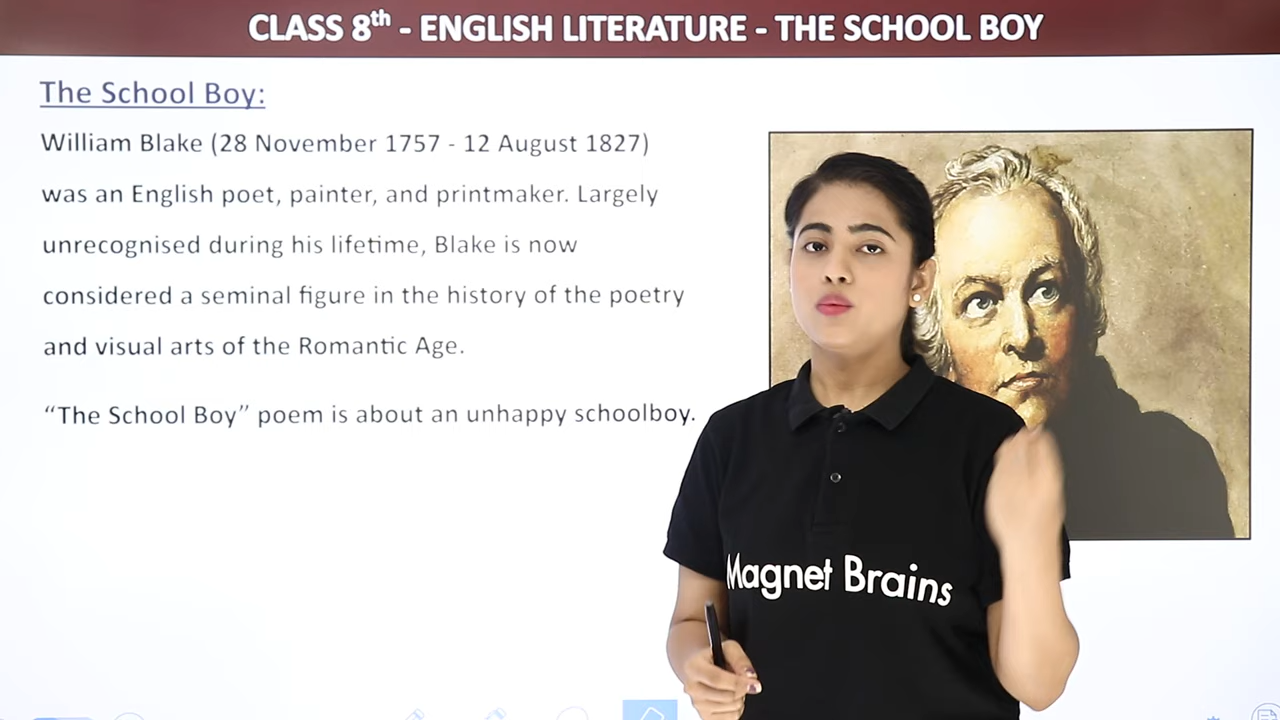 CLASS 8th - ENGLISH LITERATURE - THE SCHOOL BOY
The School Boy:
William Blake (28 November 1757 - 12 August 1827)
was an English poet, painter, and printmaker. Largely
unrecognised during his lifetime, Blake is now
considered a seminal figure in the history of the poetry
and visual arts of the Romantic Age.
“The School Boy” poem is about an unhappy schoolboy.
Magnet Brains